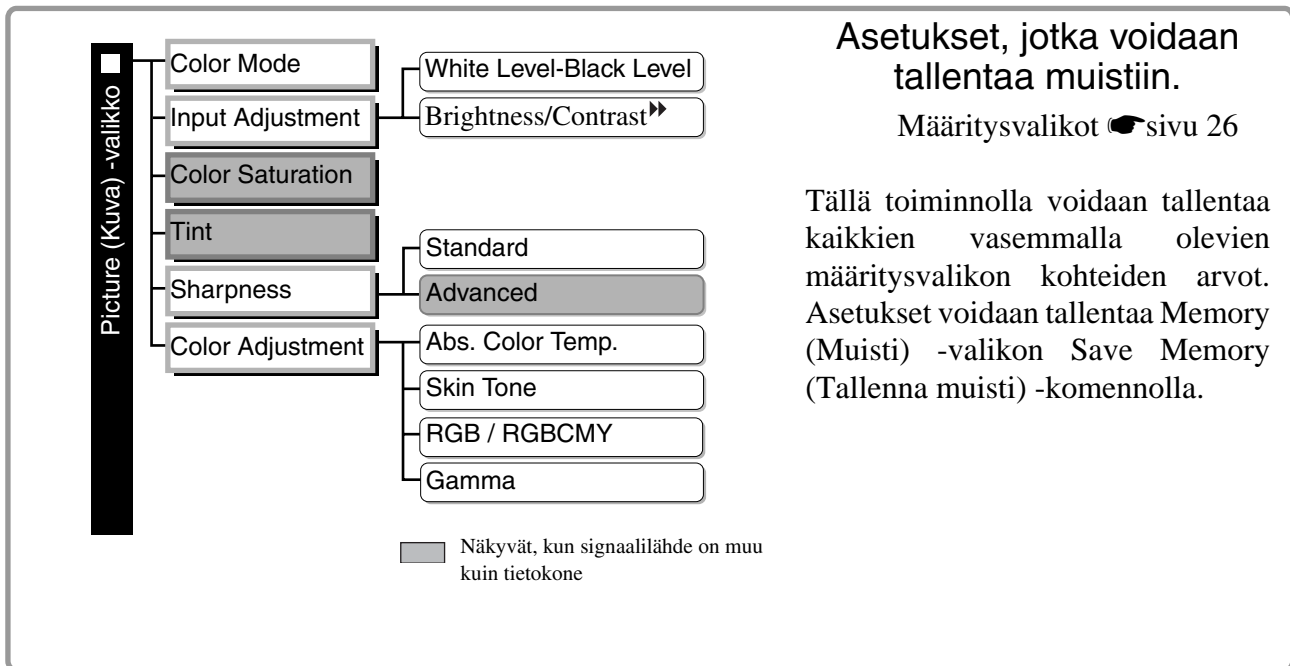 Picture (Kuva) -valikko
Color Mode
Input Adjustment
Color Saturation
Tint
Sharpness
Color Adjustment
White Level-Black Level
Brightness/Contrast
Standard
Advanced
Abs. Color Temp.
Skin Tone
RGB / RGBCMY
Gamma
Näkyvät, kun signaalilähde on muu
kuin tietokone
Asetukset, jotka voidaan
tallentaa muistiin.
Määritysvalikot ☛sivu 26
Tällä toiminnolla voidaan tallentaa
kaikkien vasemmalla olevien
määritysvalikon kohteiden arvot.
Asetukset voidaan tallentaa Memory
(Muisti) -valikon Save Memory
(Tallenna muisti) -komennolla.